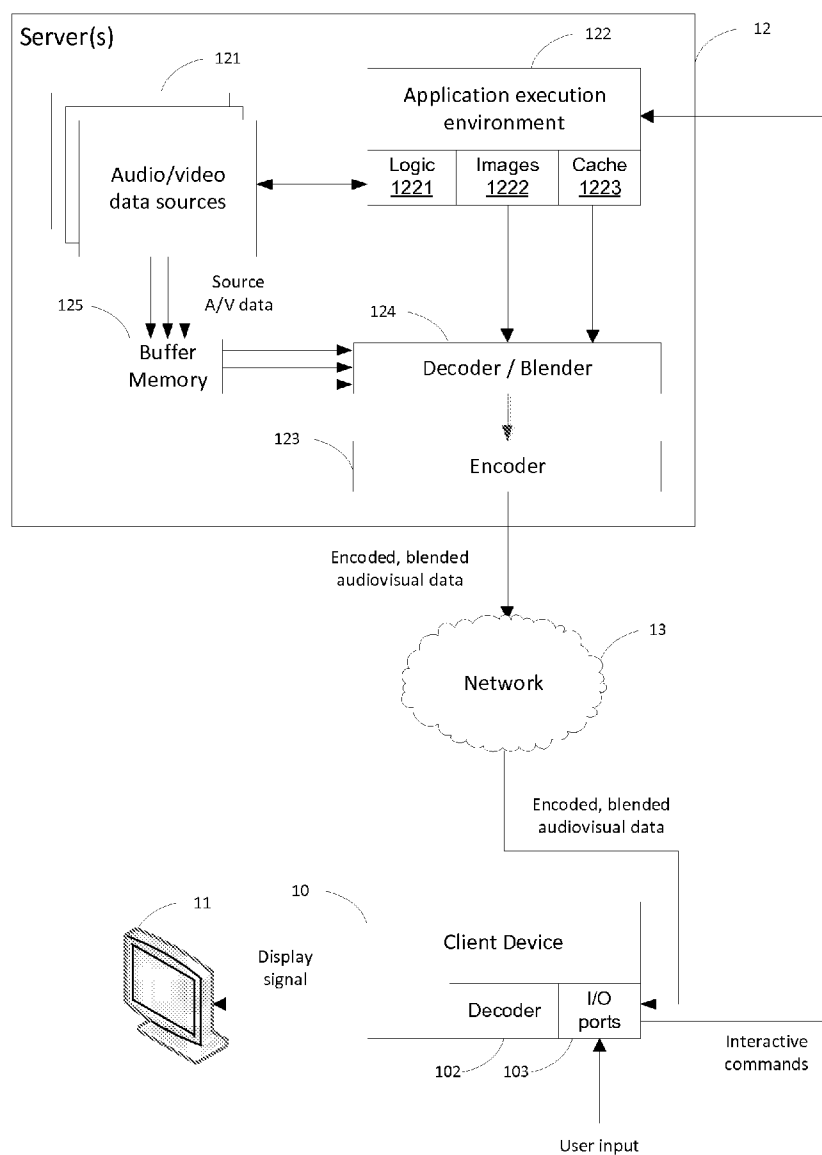 Server(s)
12
121
122
Application execution
environment
Audio/video
data sources
Logic
1221
Images
1222
Cache
1223
Source
A/V data
125
124
Buffer
Memory
Decoder / Blender
123
Encoder
Encoded, blended
audiovisual data
13
Network
Encoded, blended
audiovisual data
11
10
Client Device
Display
signal
Decoder
I/O
ports
102
103
Interactive
commands
User input